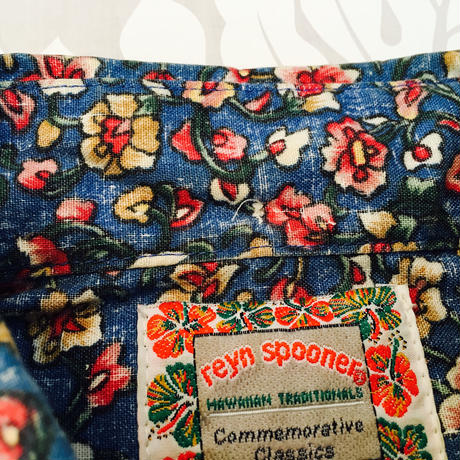 reyn spooner®
HAWAIIAN TRADITIONALS
Commemorative
Classics